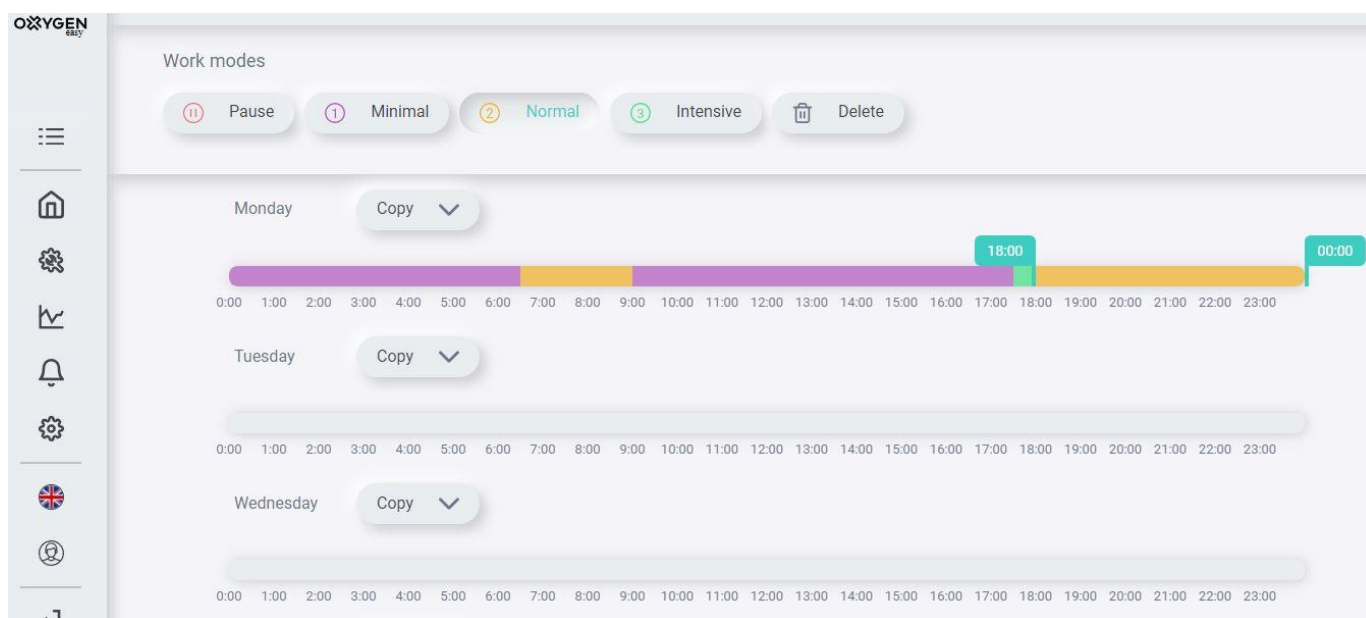 OXYGEN
easy
Work modes
Pause
1 Minimal
2 Normal
3 Intensive
Delete
Monday
Copy
18:00
00:00
0:00 1:00 2:00 3:00 4:00 5:00 6:00 7:00 8:00 9:00 10:00 11:00 12:00 13:00 14:00 15:00 16:00 17:00 18:00 19:00 20:00 21:00 22:00 23:00
Tuesday
Copy
0:00 1:00 2:00 3:00 4:00 5:00 6:00 7:00 8:00 9:00 10:00 11:00 12:00 13:00 14:00 15:00 16:00 17:00 18:00 19:00 20:00 21:00 22:00 23:00
Wednesday
Copy
0:00 1:00 2:00 3:00 4:00 5:00 6:00 7:00 8:00 9:00 10:00 11:00 12:00 13:00 14:00 15:00 16:00 17:00 18:00 19:00 20:00 21:00 22:00 23:00